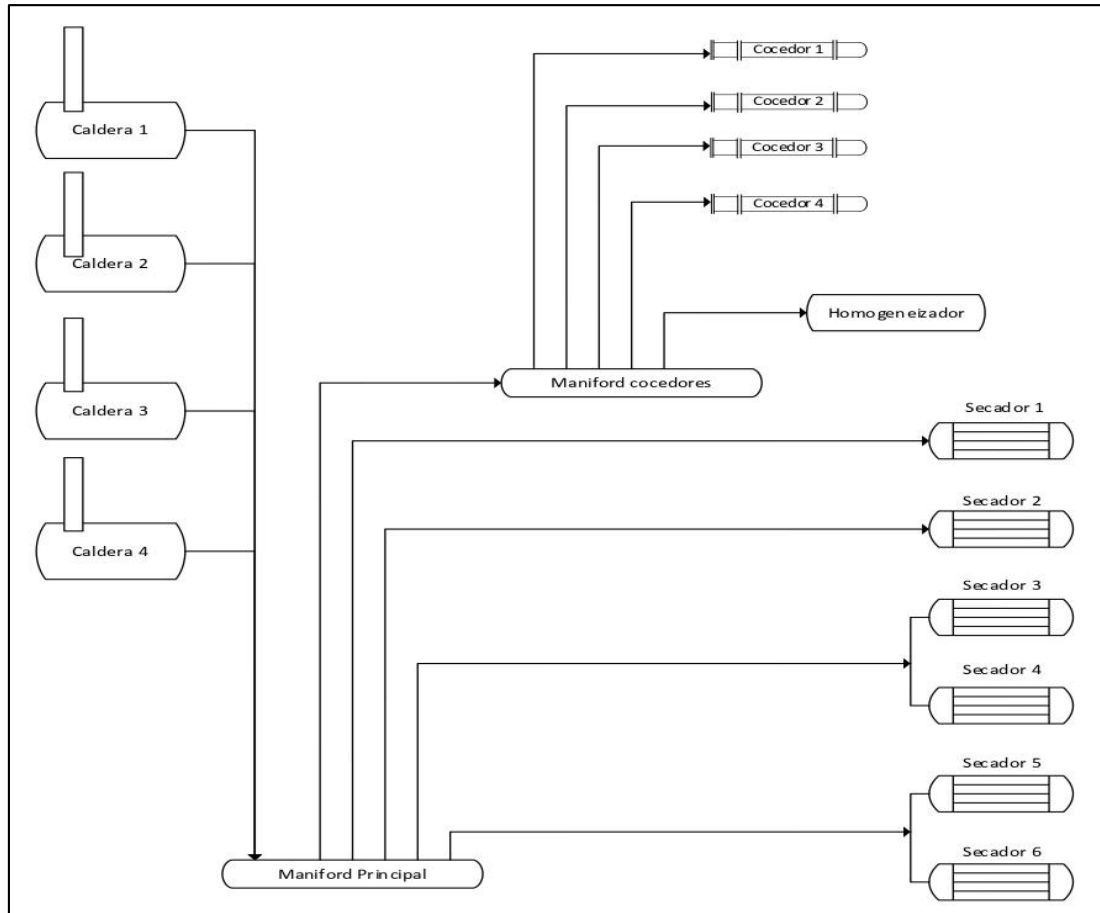 Caldera 1
Caldera 2
Caldera 3
Caldera 4
Cocedor 1
Cocedor 2
Cocedor 3
Cocedor 4
Homogeneizador
Maniford cocedores
Secador 1
Secador 2
Secador 3
Secador 4
Secador 5
Secador 6
Maniford Principal